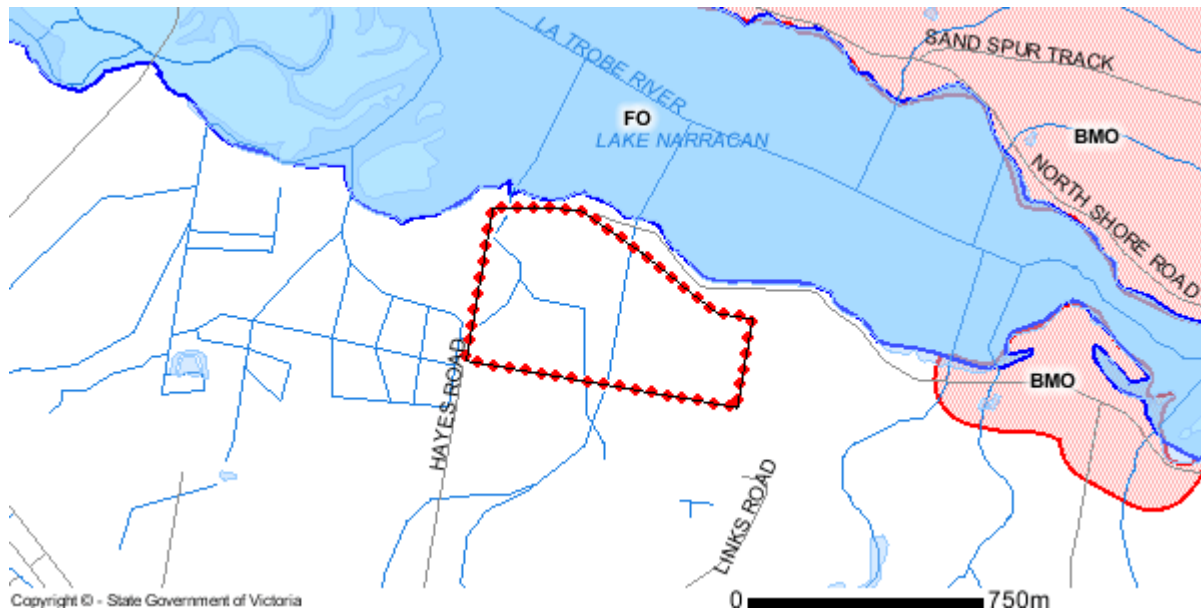 SAND SPUR TRACK
LA TROBE RIVER
FO
LAKE NARRACAN
BMO
NORTH SHORE ROAD
BMO
HAYES ROAD
LINKS ROAD
Copyright © - State Government of Victoria
0 750m